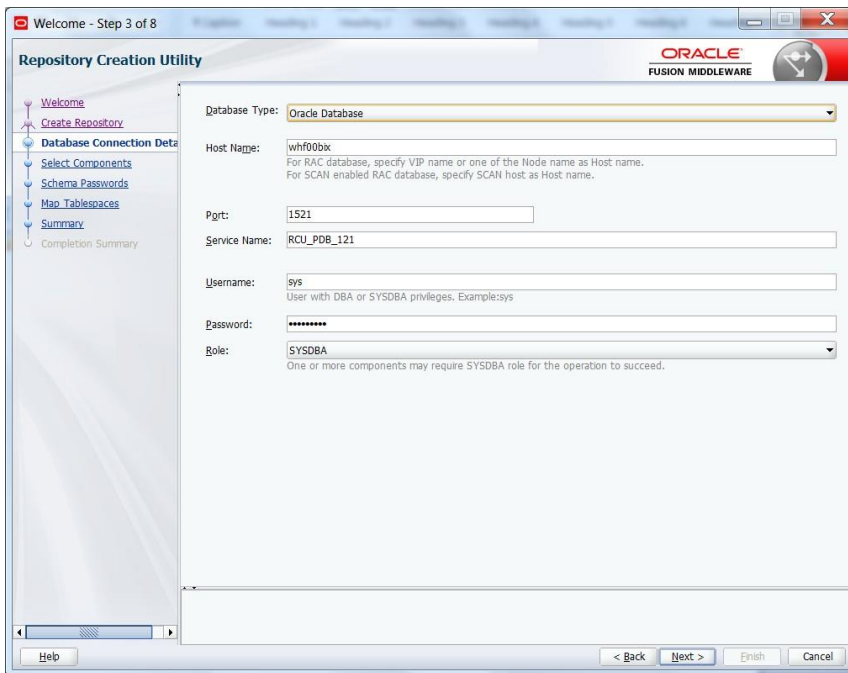 Welcome - Step 3 of 8
Repository Creation Utility
ORACLE
FUSION MIDDLEWARE
Welcome
Create Repository
Database Connection Deta
Select Components
Schema Passwords
Map Tablespaces
Summary
Completion Summary
Database Type: Oracle Database
Host Name: whf00bix
For RAC database, specify VIP name or one of the Node name as Host name.
For SCAN enabled RAC database, specify SCAN host as Host name.
Port: 1521
Service Name: RCU_PDB_121
Username: sys
User with DBA or SYSDBA privileges. Example:sys
Password: •••••••••
Role: SYSDBA
One or more components may require SYSDBA role for the operation to succeed.
Help
< Back
Next >
Finish
Cancel